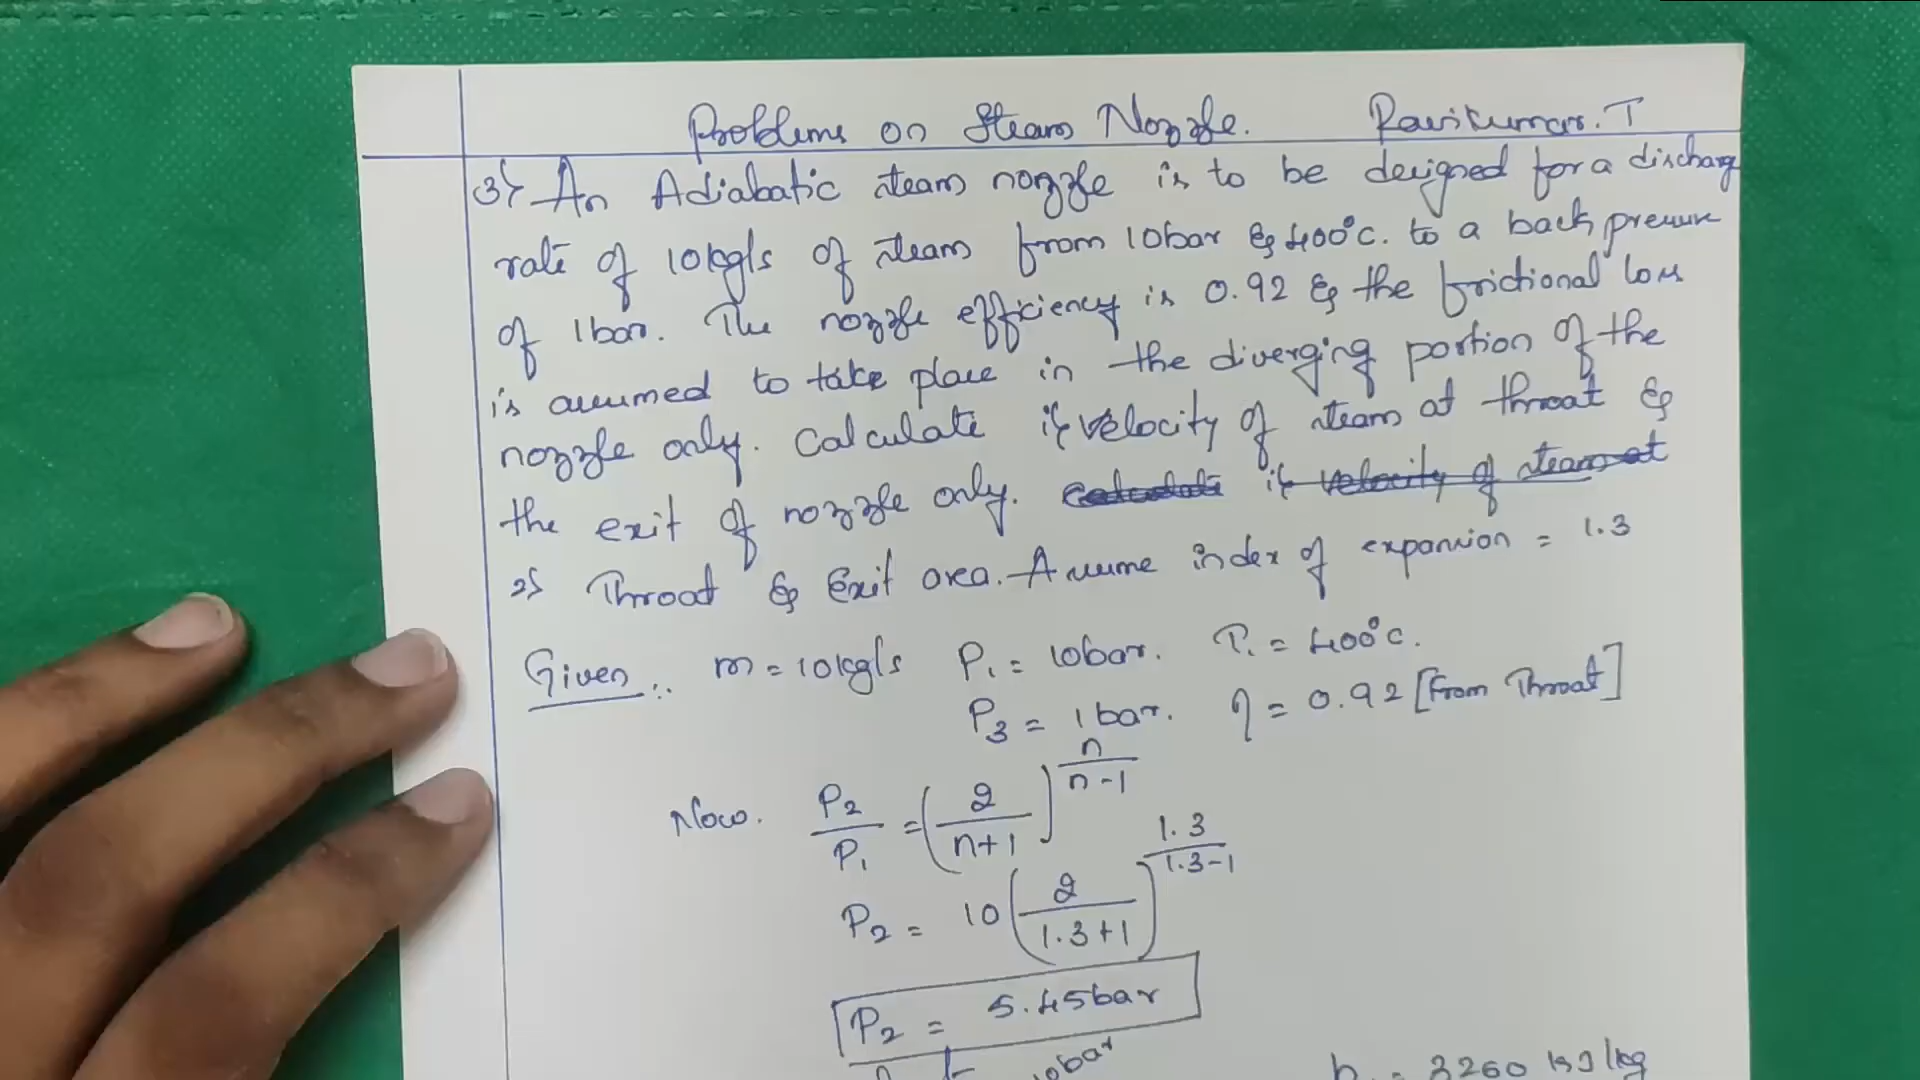 Problems on Steam Nozzle. Ravikumar. T
3) An Adiabatic steam nozzle is to be designed for a discharg
rate of 10kg/s of steam from 10bar & 400°c. to a back pressure
of 1bar. The nozzle efficiency is 0.92 & the frictional loss
is assumed to take place in the diverging portion of the
nozzle only. Calculate 1) velocity of steam at throat &
the exit of nozzle only. Calculate 1) velocity of steam at
2) Throat & Exit area. Assume index of expansion = 1.3
Given:. m = 10kg/s P₁ = 10bar. T₁ = 400°c.
P₃ = 1bar. η = 0.92 [From Throat]
Now. P₂/P₁ = (2/(n+1))^(n/(n-1))
P₂ = 10 (2/(1.3+1))^(1.3/(1.3-1))
P₂ = 5.45bar
10bar
h₁ = 3260 kJ/kg